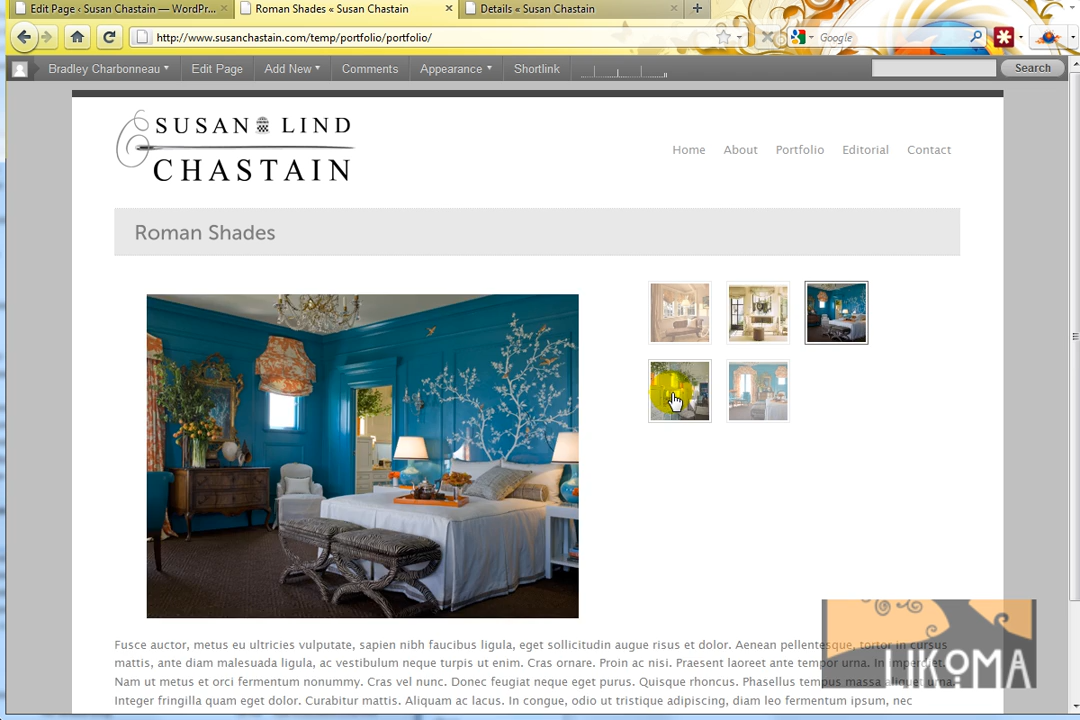 Edit Page ‹ Susan Chastain — WordPr...
Roman Shades « Susan Chastain
Details « Susan Chastain
http://www.susanchastain.com/temp/portfolio/portfolio/
Google
Bradley Charbonneau
Edit Page
Add New
Comments
Appearance
Shortlink
Search
SUSAN LIND
CHASTAIN
Home
About
Portfolio
Editorial
Contact
Roman Shades
Fusce auctor, metus eu ultricies vulputate, sapien nibh faucibus ligula, eget sollicitudin augue risus et dolor. Aenean pellentesque, tortor in cursus
mattis, ante diam malesuada ligula, ac vestibulum neque turpis ut enim. Cras ornare. Proin ac nisi. Praesent laoreet ante tempor urna. In imperdiet.
Nam ut metus et orci fermentum nonummy. Cras vel nunc. Donec feugiat neque eget purus. Quisque rhoncus. Phasellus tempus massa aliquet urna.
Integer fringilla quam eget dolor. Curabitur mattis. Aliquam ac lacus. In congue, odio ut tristique adipiscing, diam leo fermentum ipsum, nec
TIKOMA